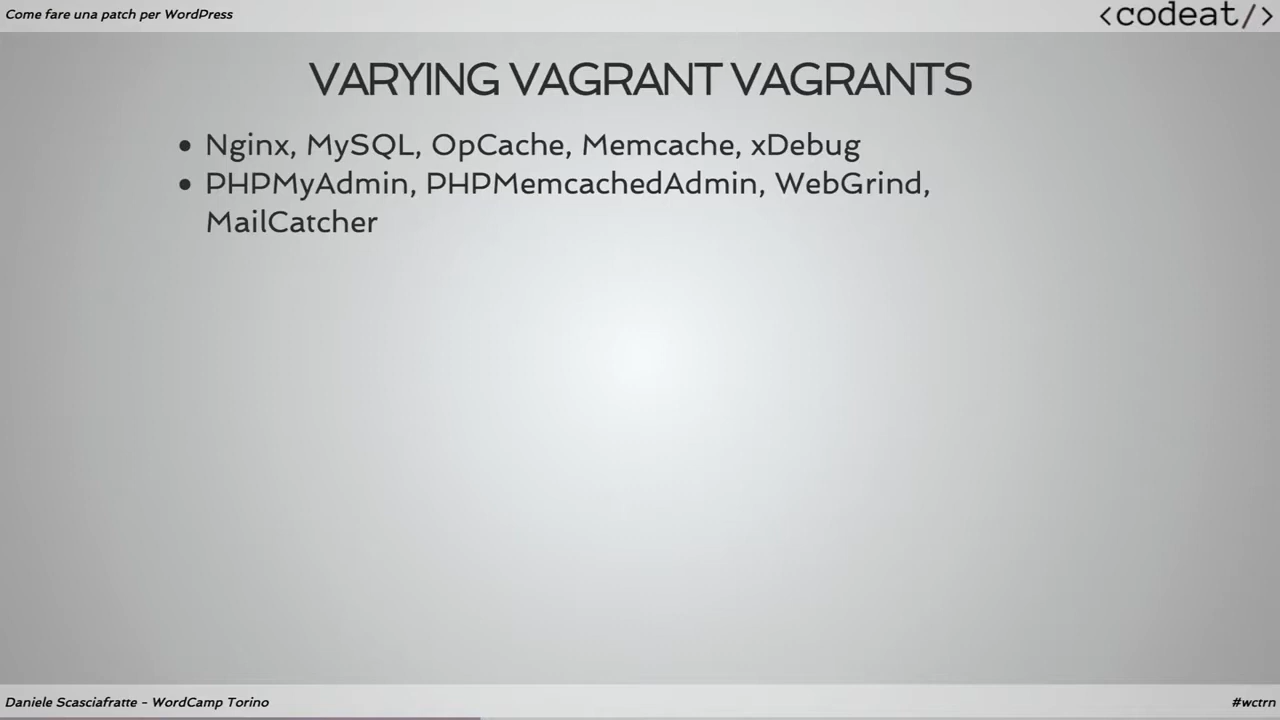 Come fare una patch per WordPress
<codeat/>
VARYING VAGRANT VAGRANTS
• Nginx, MySQL, OpCache, Memcache, xDebug
• PHPMyAdmin, PHPMemcachedAdmin, WebGrind,
MailCatcher
Daniele Scasciafratte - WordCamp Torino
#wctrn